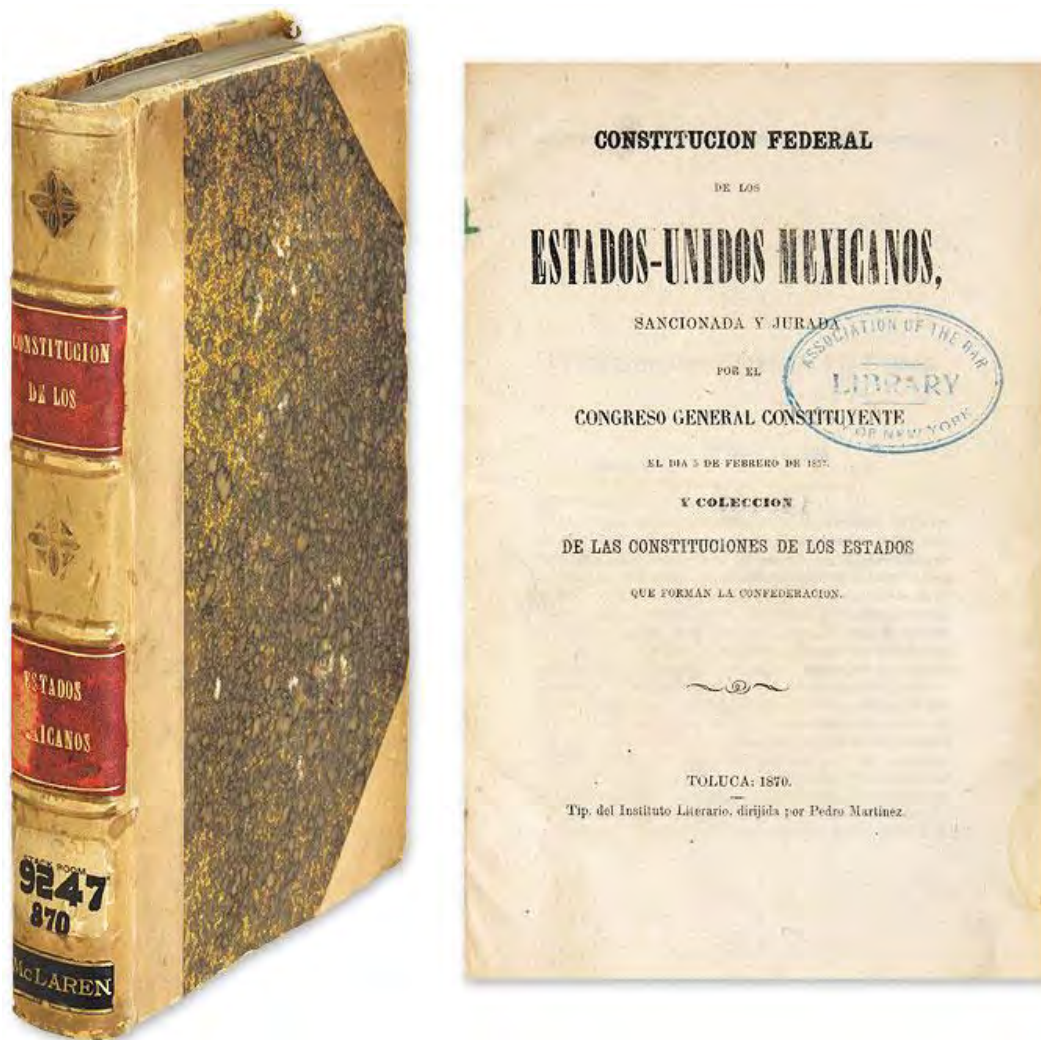 CONSTITUCION
DE LOS
ESTADOS
STACK ROOM
9247
870
McLAREN
CONSTITUCION FEDERAL
DE LOS
ESTADOS-UNIDOS MEXICANOS,
SANCIONADA Y JURADA
POR EL
CONGRESO GENERAL CONSTITUYENTE
EL DIA 5 DE FEBRERO DE 1857.
Y COLECCION
DE LAS CONSTITUCIONES DE LOS ESTADOS
QUE FORMAN LA CONFEDERACION.
TOLUCA: 1870.
Tip. del Instituto Literario, dirijida por Pedro Martinez.
ASSOCIATION OF THE BAR
LIBRARY
OF NEW YORK